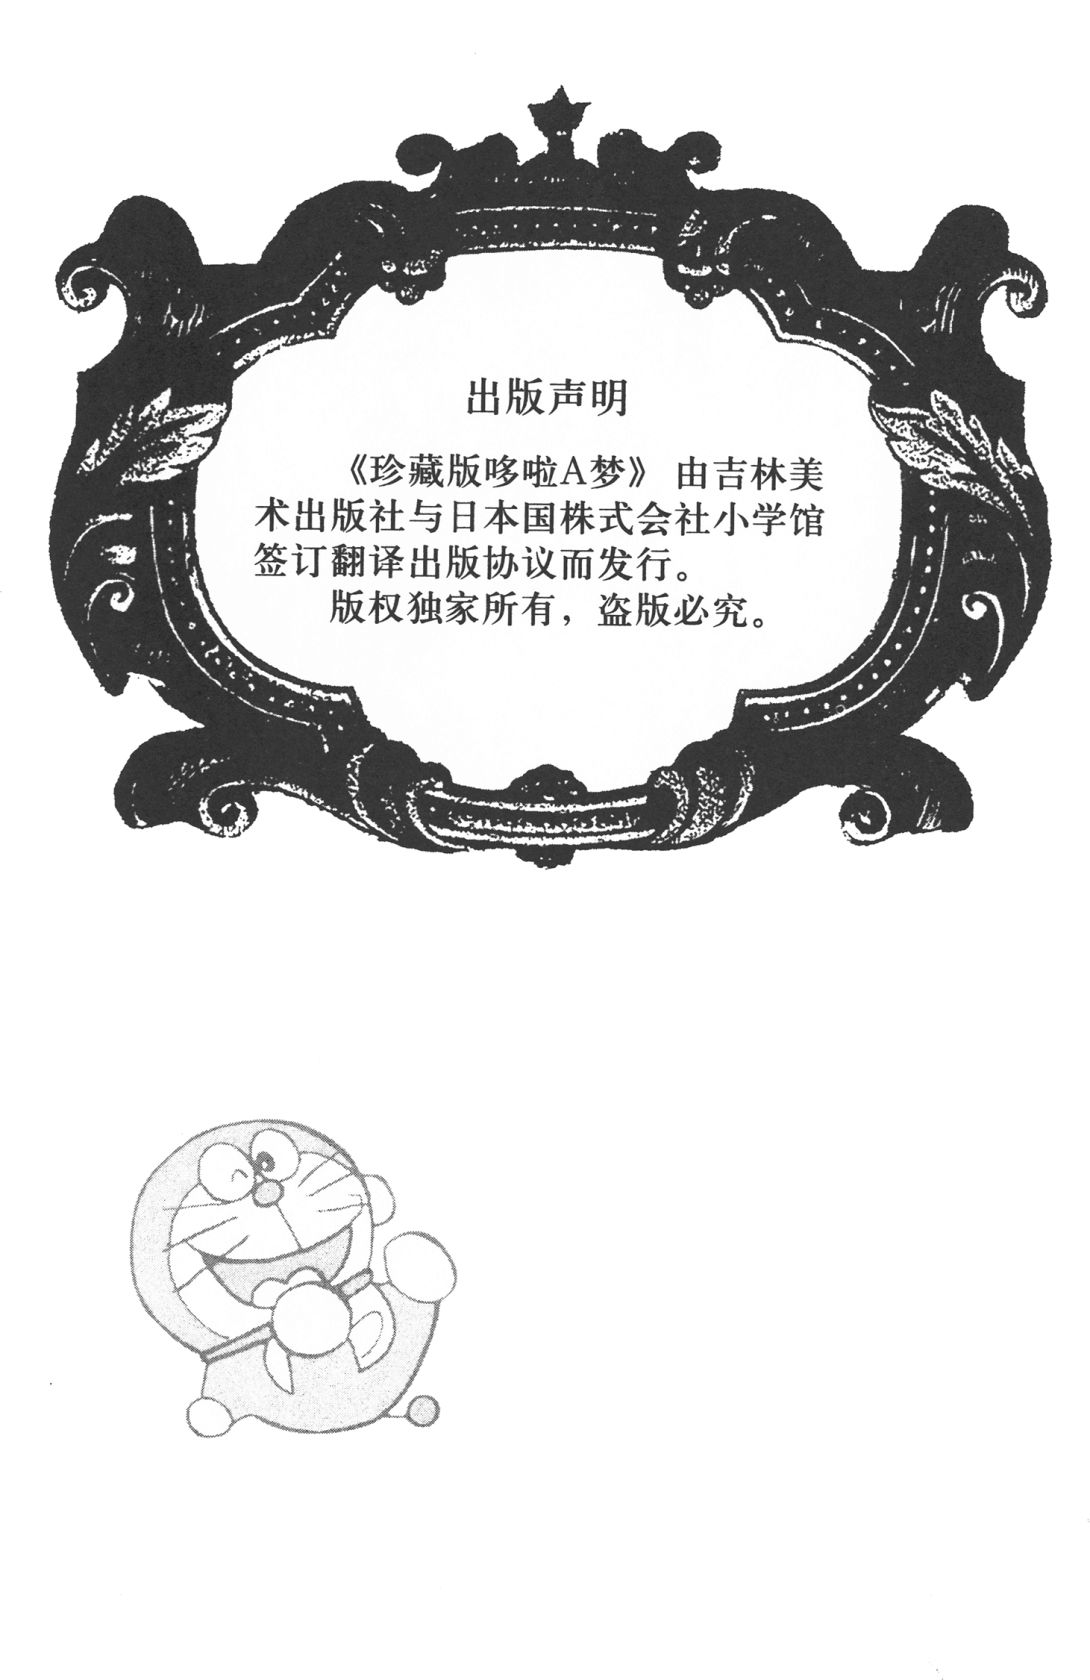 出版声明
《珍藏版哆啦A梦》 由吉林美
术出版社与日本国株式会社小学馆
签订翻译出版协议而发行。
版权独家所有，盗版必究。